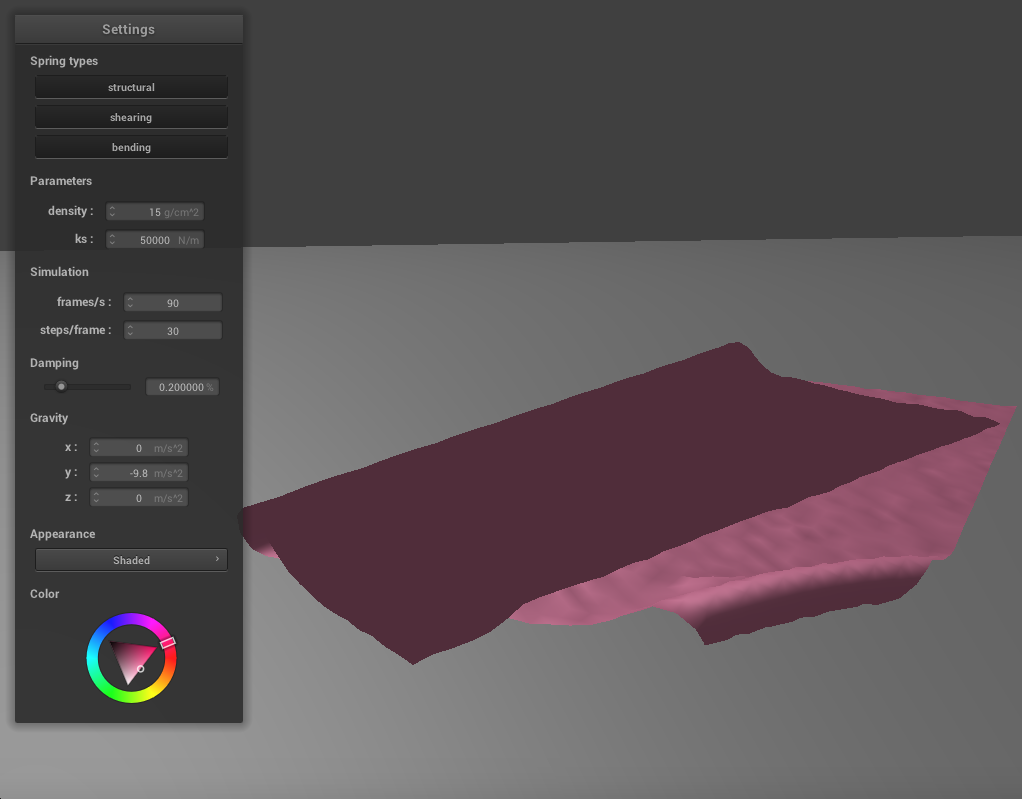 Settings
Spring types
structural
shearing
bending
Parameters
density : 15 g/cm^2
ks : 50000 N/m
Simulation
frames/s : 90
steps/frame : 30
Damping
0.200000 %
Gravity
x : 0 m/s^2
y : -9.8 m/s^2
z : 0 m/s^2
Appearance
Shaded
Color